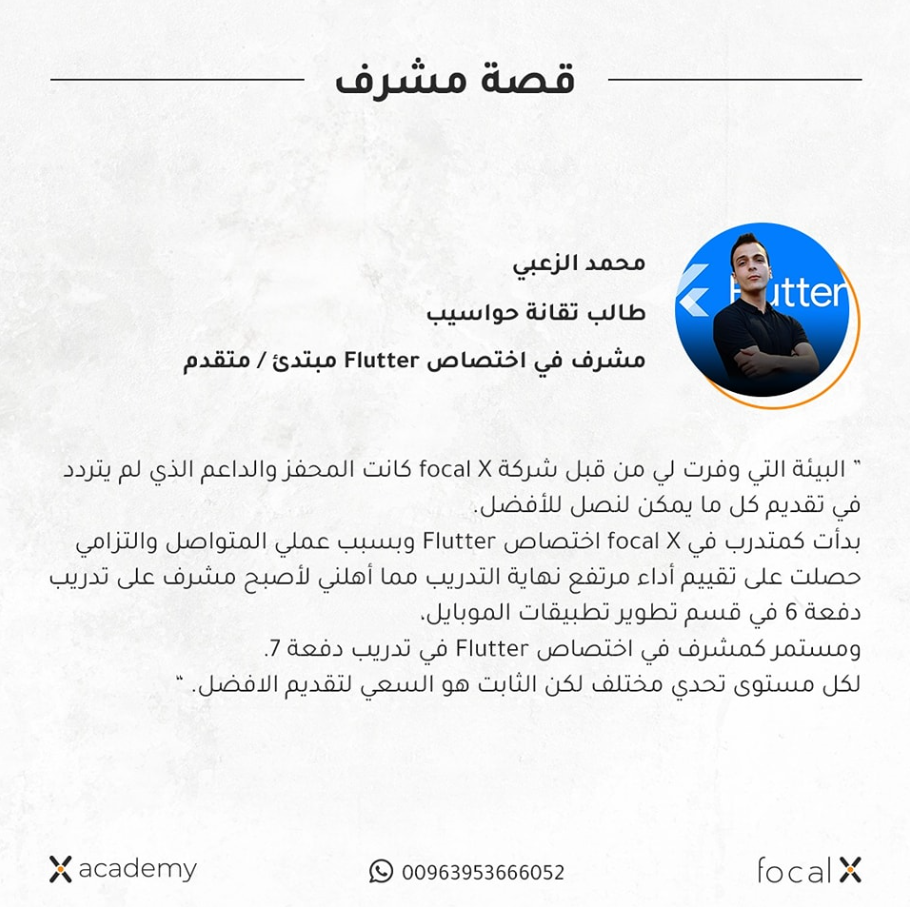 قصة مشرف
Flutter
محمد الزعبي
طالب تقانة حواسيب
مشرف في اختصاص Flutter مبتدئ / متقدم
" البيئة التي وفرت لي من قبل شركة focal X كانت المحفز والداعم الذي لم يتردد
في تقديم كل ما يمكن لنصل للأفضل.
بدأت كمتدرب في focal X اختصاص Flutter وبسبب عملي المتواصل والتزامي
حصلت على تقييم أداء مرتفع نهاية التدريب مما أهلني لأصبح مشرف على تدريب
دفعة 6 في قسم تطوير تطبيقات الموبايل،
ومستمر كمشرف في اختصاص Flutter في تدريب دفعة 7.
لكل مستوى تحدي مختلف لكن الثابت هو السعي لتقديم الافضل. "
X academy
00963953666052
focal X